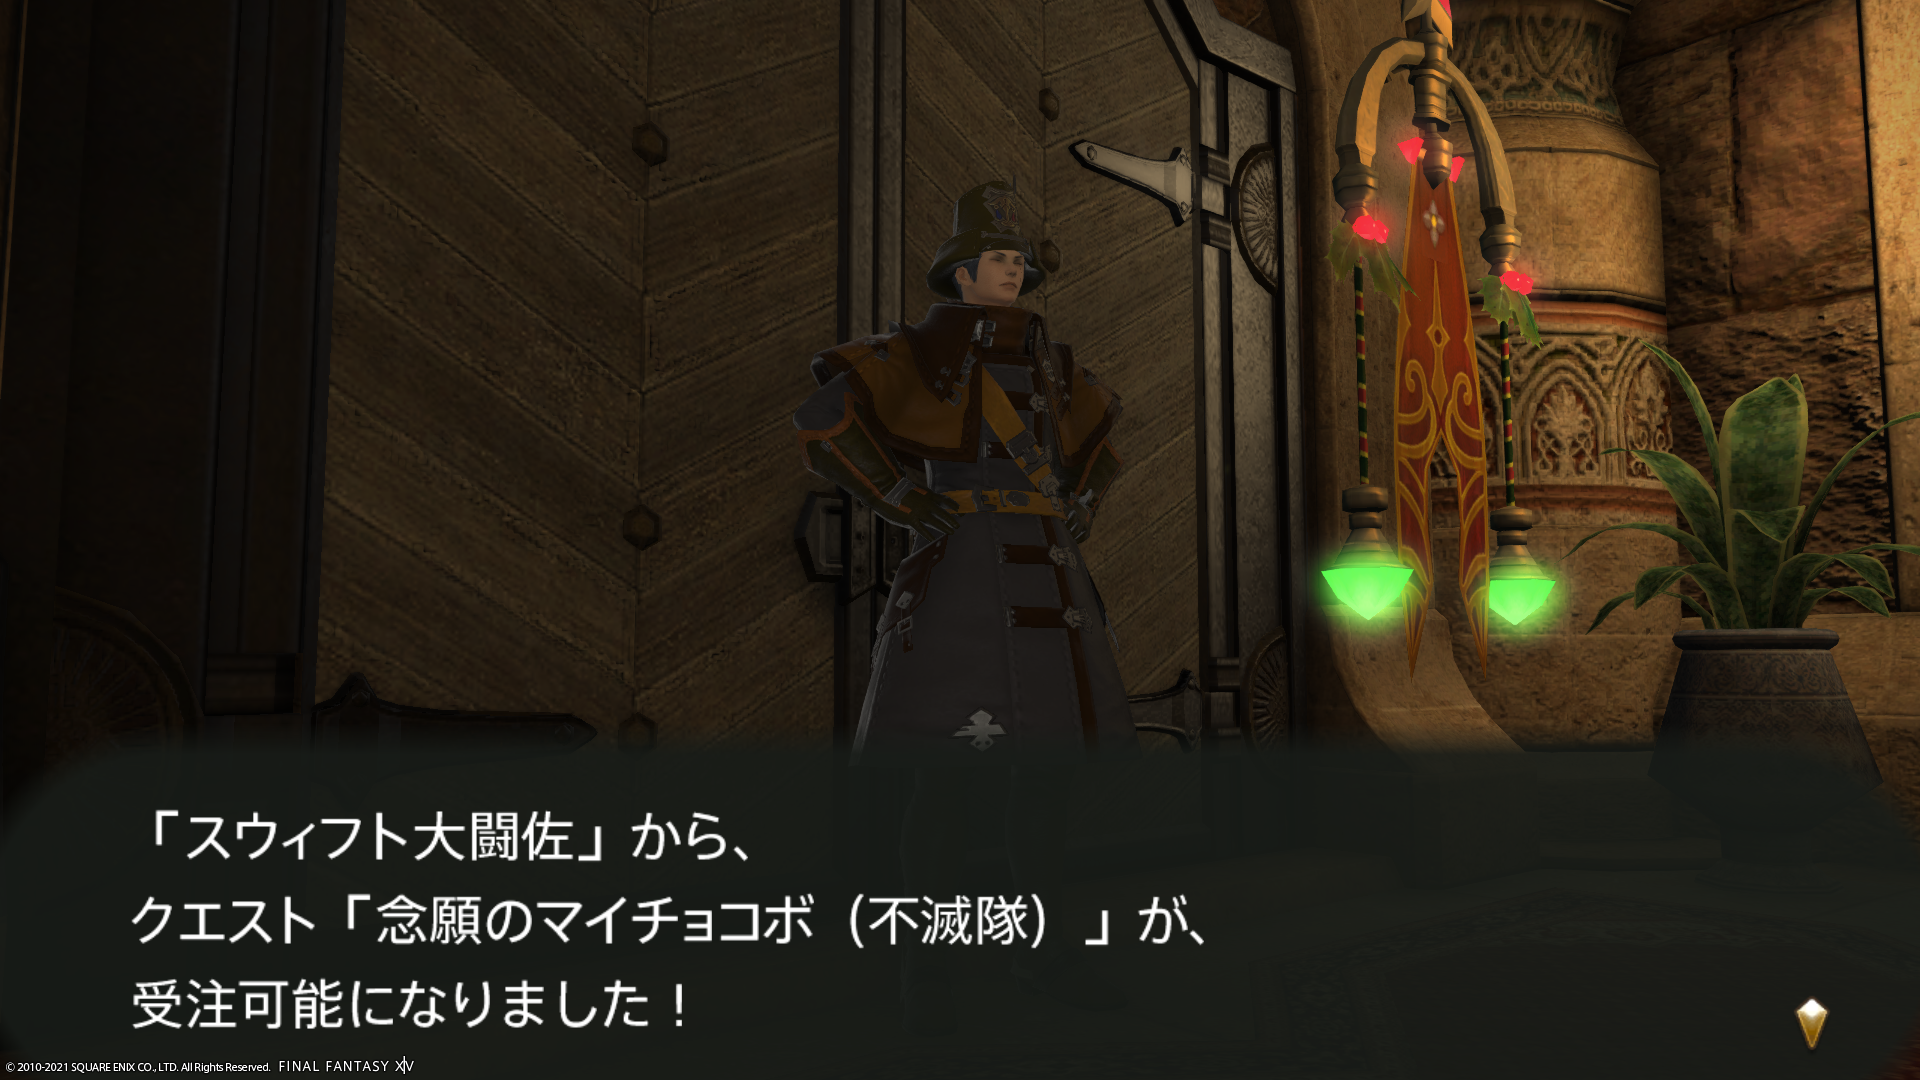 「スウィフト大闘佐」から、
クエスト「念願のマイチョコボ（不滅隊）」が、
受注可能になりました！
© 2010-2021 SQUARE ENIX CO., LTD. All Rights Reserved. FINAL FANTASY XIV